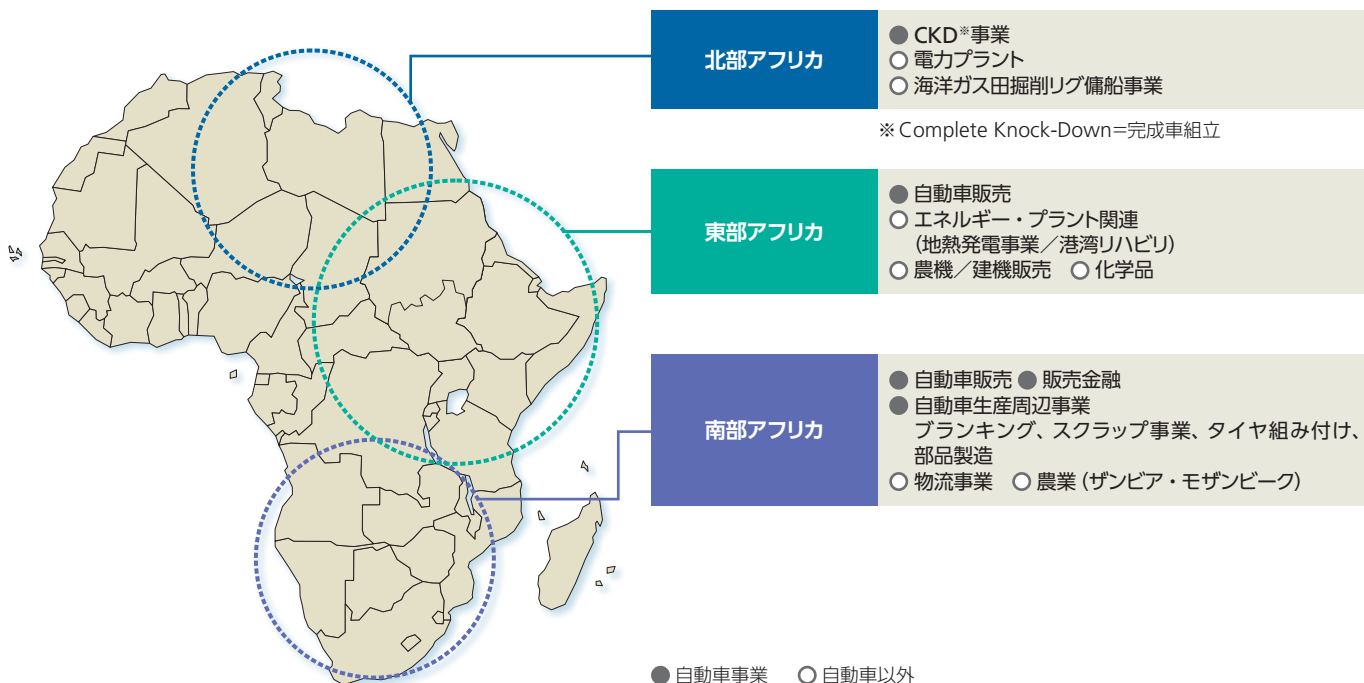 北部アフリカ
● CKD※事業
○ 電力プラント
○ 海洋ガス田掘削リグ傭船事業
※ Complete Knock-Down=完成車組立
東部アフリカ
● 自動車販売
○ エネルギー・プラント関連
(地熱発電事業／港湾リハビリ)
○ 農機／建機販売 ○ 化学品
南部アフリカ
● 自動車販売 ● 販売金融
● 自動車生産周辺事業
ブランキング、スクラップ事業、タイヤ組み付け、
部品製造
○ 物流事業 ○ 農業 (ザンビア・モザンビーク)
● 自動車事業 ○ 自動車以外